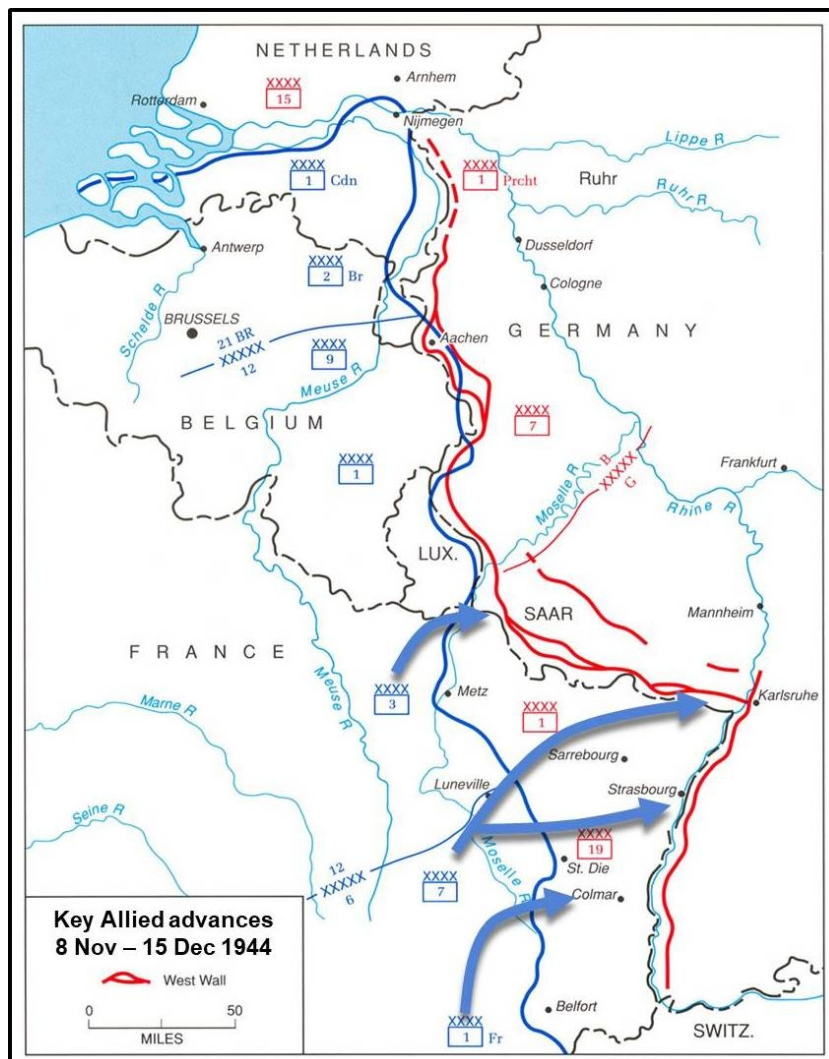 NETHERLANDS
Arnhem
XXXX
15
Rotterdam
Nijmegen
Lippe R
XXXX
1 Cdn
XXXX
1 Prcht
Ruhr
Ruhr R
Antwerp
Dusseldorf
XXXX
2 Br
Cologne
Schelde R
BRUSSELS
21 BR
XXXXX
12
XXXX
9
Aachen
GERMANY
Meuse R
BELGIUM
XXXX
7
XXXX
1
Moselle R
B
XXXXX
G
Frankfurt
Rhine R
LUX.
SAAR
Mannheim
FRANCE
XXXX
3
Metz
Meuse R
Marne R
XXXX
1
Karlsruhe
Sarrebourg
Luneville
Strasbourg
Seine R
XXXX
19
12
XXXXX
6
XXXX
7
Moselle R
St. Die
Colmar
Key Allied advances
8 Nov – 15 Dec 1944
West Wall
0 50
MILES
Belfort
XXXX
1 Fr
SWITZ.